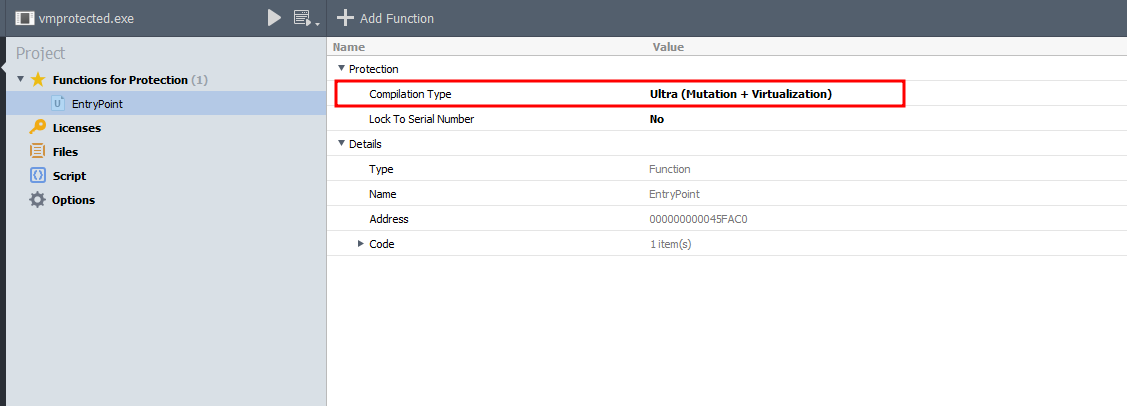 vmprotected.exe
Add Function
Project
Functions for Protection (1)
EntryPoint
Licenses
Files
Script
Options
Name Value
Protection
Compilation Type Ultra (Mutation + Virtualization)
Lock To Serial Number No
Details
Type Function
Name EntryPoint
Address 000000000045FAC0
Code 1 item(s)